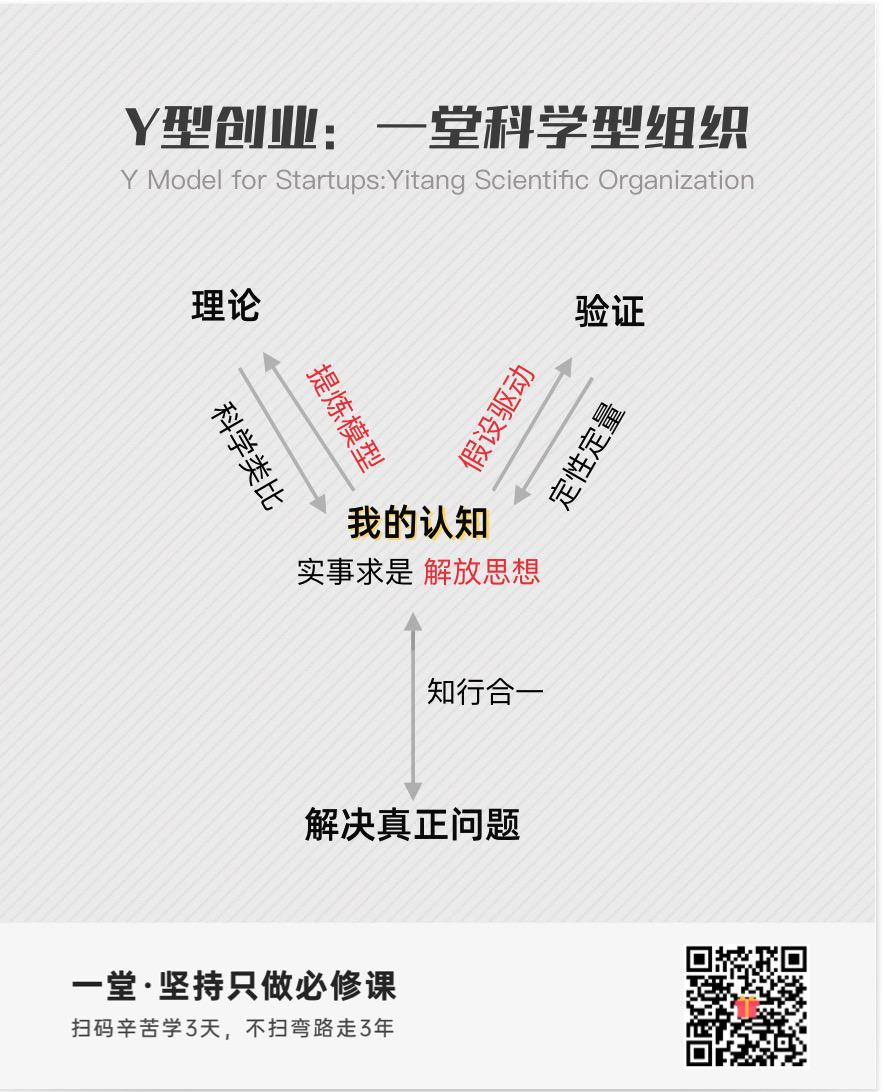 Y型创业：一堂科学型组织
Y Model for Startups:Yitang Scientific Organization
理论
验证
科学类比
提炼模型
假设驱动
定性定量
我的认知
实事求是 解放思想
知行合一
解决真正问题
一堂·坚持只做必修课
扫码辛苦学3天，不扫弯路走3年